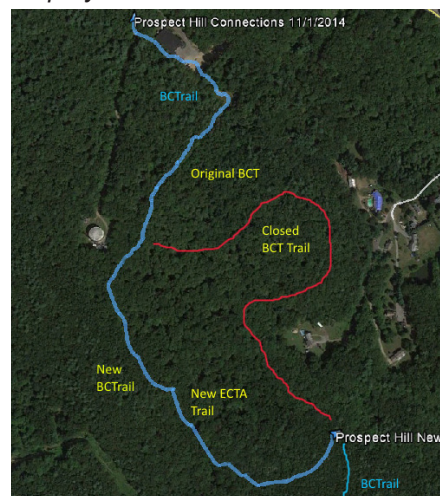 Prospect Hill Connections 11/1/2014
BCTrail
Original BCT
Closed
BCT Trail
New
BCTrail
New ECTA
Trail
Prospect Hill New
BCTrail